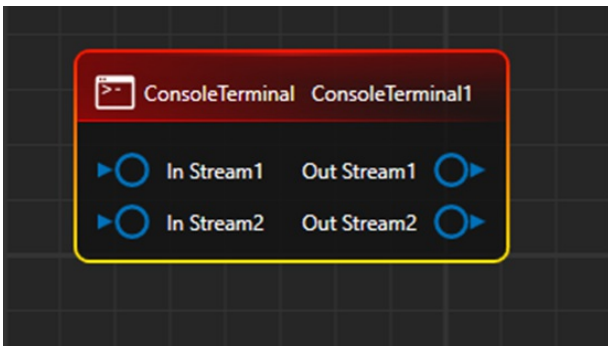 ConsoleTerminal ConsoleTerminal1
In Stream1 Out Stream1
In Stream2 Out Stream2